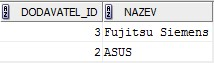 DODAVATEL_ID NAZEV
3 Fujitsu Siemens
2 ASUS